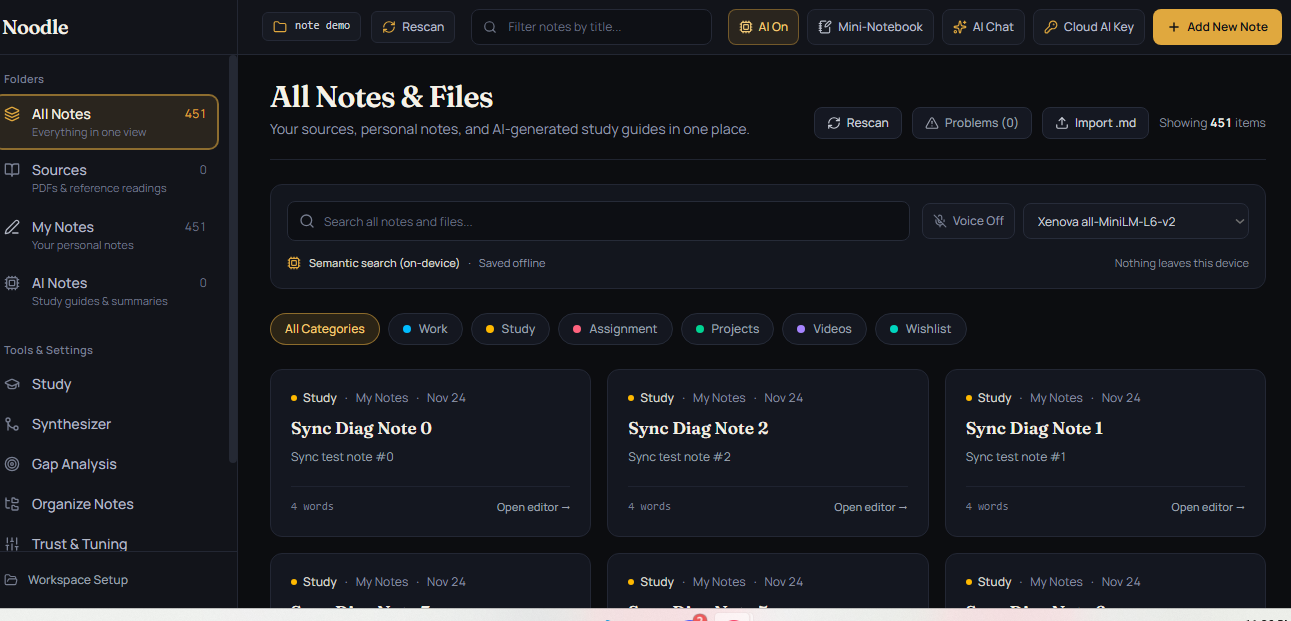 Noodle
note demo
Rescan
Filter notes by title...
AI On
Mini-Notebook
AI Chat
Cloud AI Key
+ Add New Note
Folders
All Notes 451
Everything in one view
Sources 0
PDFs & reference readings
My Notes 451
Your personal notes
AI Notes 0
Study guides & summaries
Tools & Settings
Study
Synthesizer
Gap Analysis
Organize Notes
Trust & Tuning
Workspace Setup
All Notes & Files
Your sources, personal notes, and AI-generated study guides in one place.
Rescan
Problems (0)
Import .md
Showing 451 items
Search all notes and files...
Voice Off
Xenova all-MiniLM-L6-v2
Semantic search (on-device) · Saved offline
Nothing leaves this device
All Categories
Work
Study
Assignment
Projects
Videos
Wishlist
Study · My Notes · Nov 24
Sync Diag Note 0
Sync test note #0
4 words
Open editor →
Study · My Notes · Nov 24
Sync Diag Note 2
Sync test note #2
4 words
Open editor →
Study · My Notes · Nov 24
Sync Diag Note 1
Sync test note #1
4 words
Open editor →
Study · My Notes · Nov 24
Study · My Notes · Nov 24
Study · My Notes · Nov 24